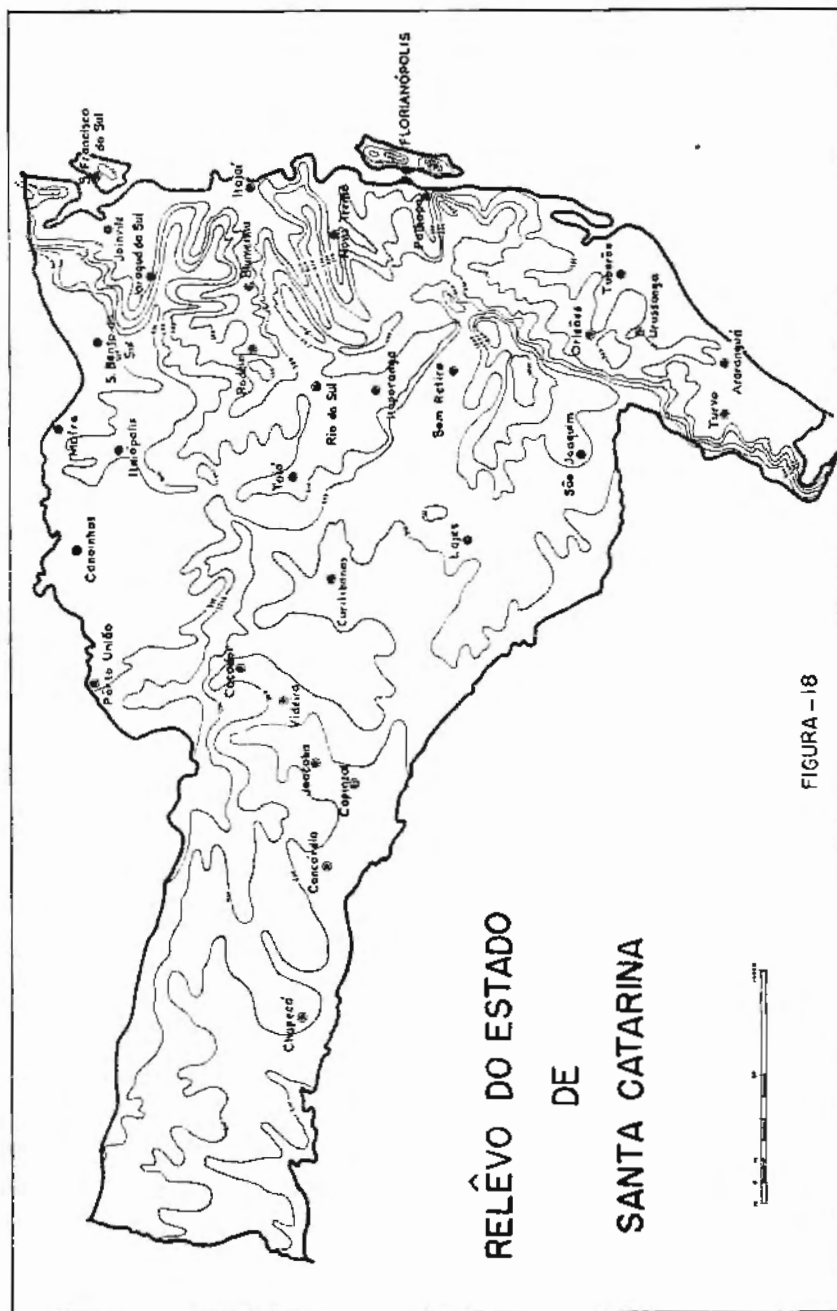 S. Francisco
do Sul
Joinvile
Jaraguá do Sul
S. Bento do
Sul
Mafra
Itaiópolis
Canoinhas
Pôrto União
Itajaí
Blumenau
Rodeio
Nova Trento
FLORIANÓPOLIS
Palhoça
Rio do Sul
Taió
Ituporanga
Bom Retiro
Caçador
Videira
Curitibanos
Joaçaba
Capinzal
Concórdia
Chapecó
Lajes
São Joaquim
Orleães
Urussanga
Tubarão
Araranguá
Turvo
RELÊVO DO ESTADO
DE
SANTA CATARINA
FIGURA-18